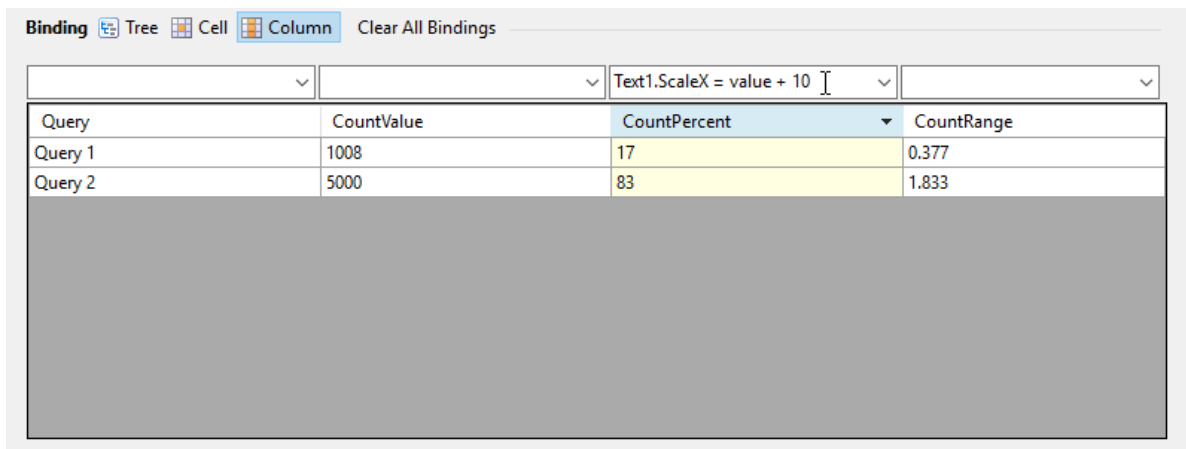 Binding Tree Cell Column Clear All Bindings
Text1.ScaleX = value + 10
Query CountValue CountPercent CountRange
Query 1 1008 17 0.377
Query 2 5000 83 1.833